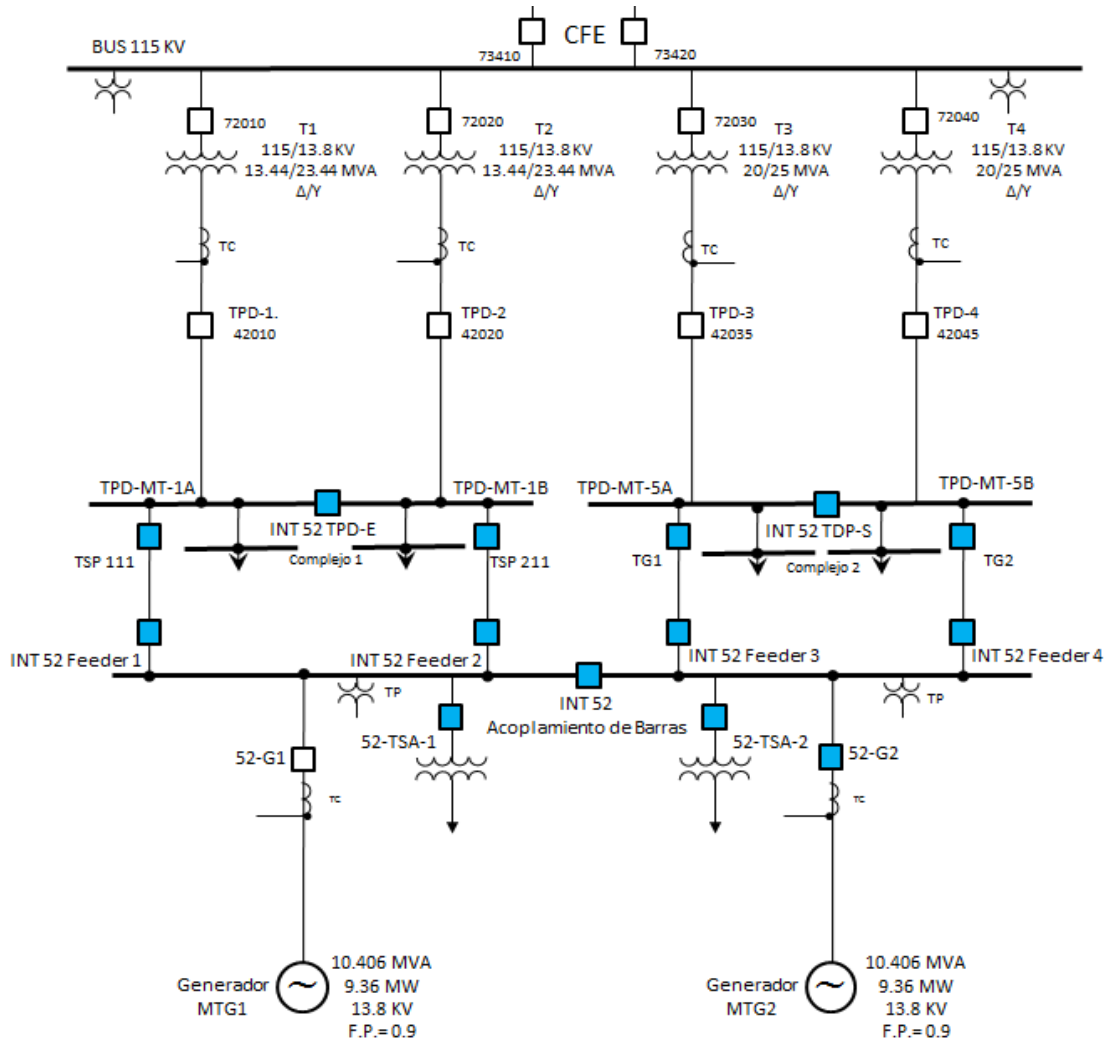 CFE
BUS 115 KV
73410
73420
72010
T1
115/13.8 KV
13.44/23.44 MVA
Δ/Y
72020
T2
115/13.8 KV
13.44/23.44 MVA
Δ/Y
72030
T3
115/13.8 KV
20/25 MVA
Δ/Y
72040
T4
115/13.8 KV
20/25 MVA
Δ/Y
TC
TC
TC
TC
TPD-1.
42010
TPD-2
42020
TPD-3
42035
TPD-4
42045
TPD-MT-1A
TPD-MT-1B
TPD-MT-5A
TPD-MT-5B
INT 52 TPD-E
INT 52 TDP-S
TSP 111
Complejo 1
TSP 211
TG1
Complejo 2
TG2
INT 52 Feeder 1
INT 52 Feeder 2
INT 52 Feeder 3
INT 52 Feeder 4
TP
INT 52
Acoplamiento de Barras
TP
52-TSA-1
52-TSA-2
52-G1
52-G2
TC
TC
Generador
MTG1
10.406 MVA
9.36 MW
13.8 KV
F.P.= 0.9
Generador
MTG2
10.406 MVA
9.36 MW
13.8 KV
F.P.= 0.9